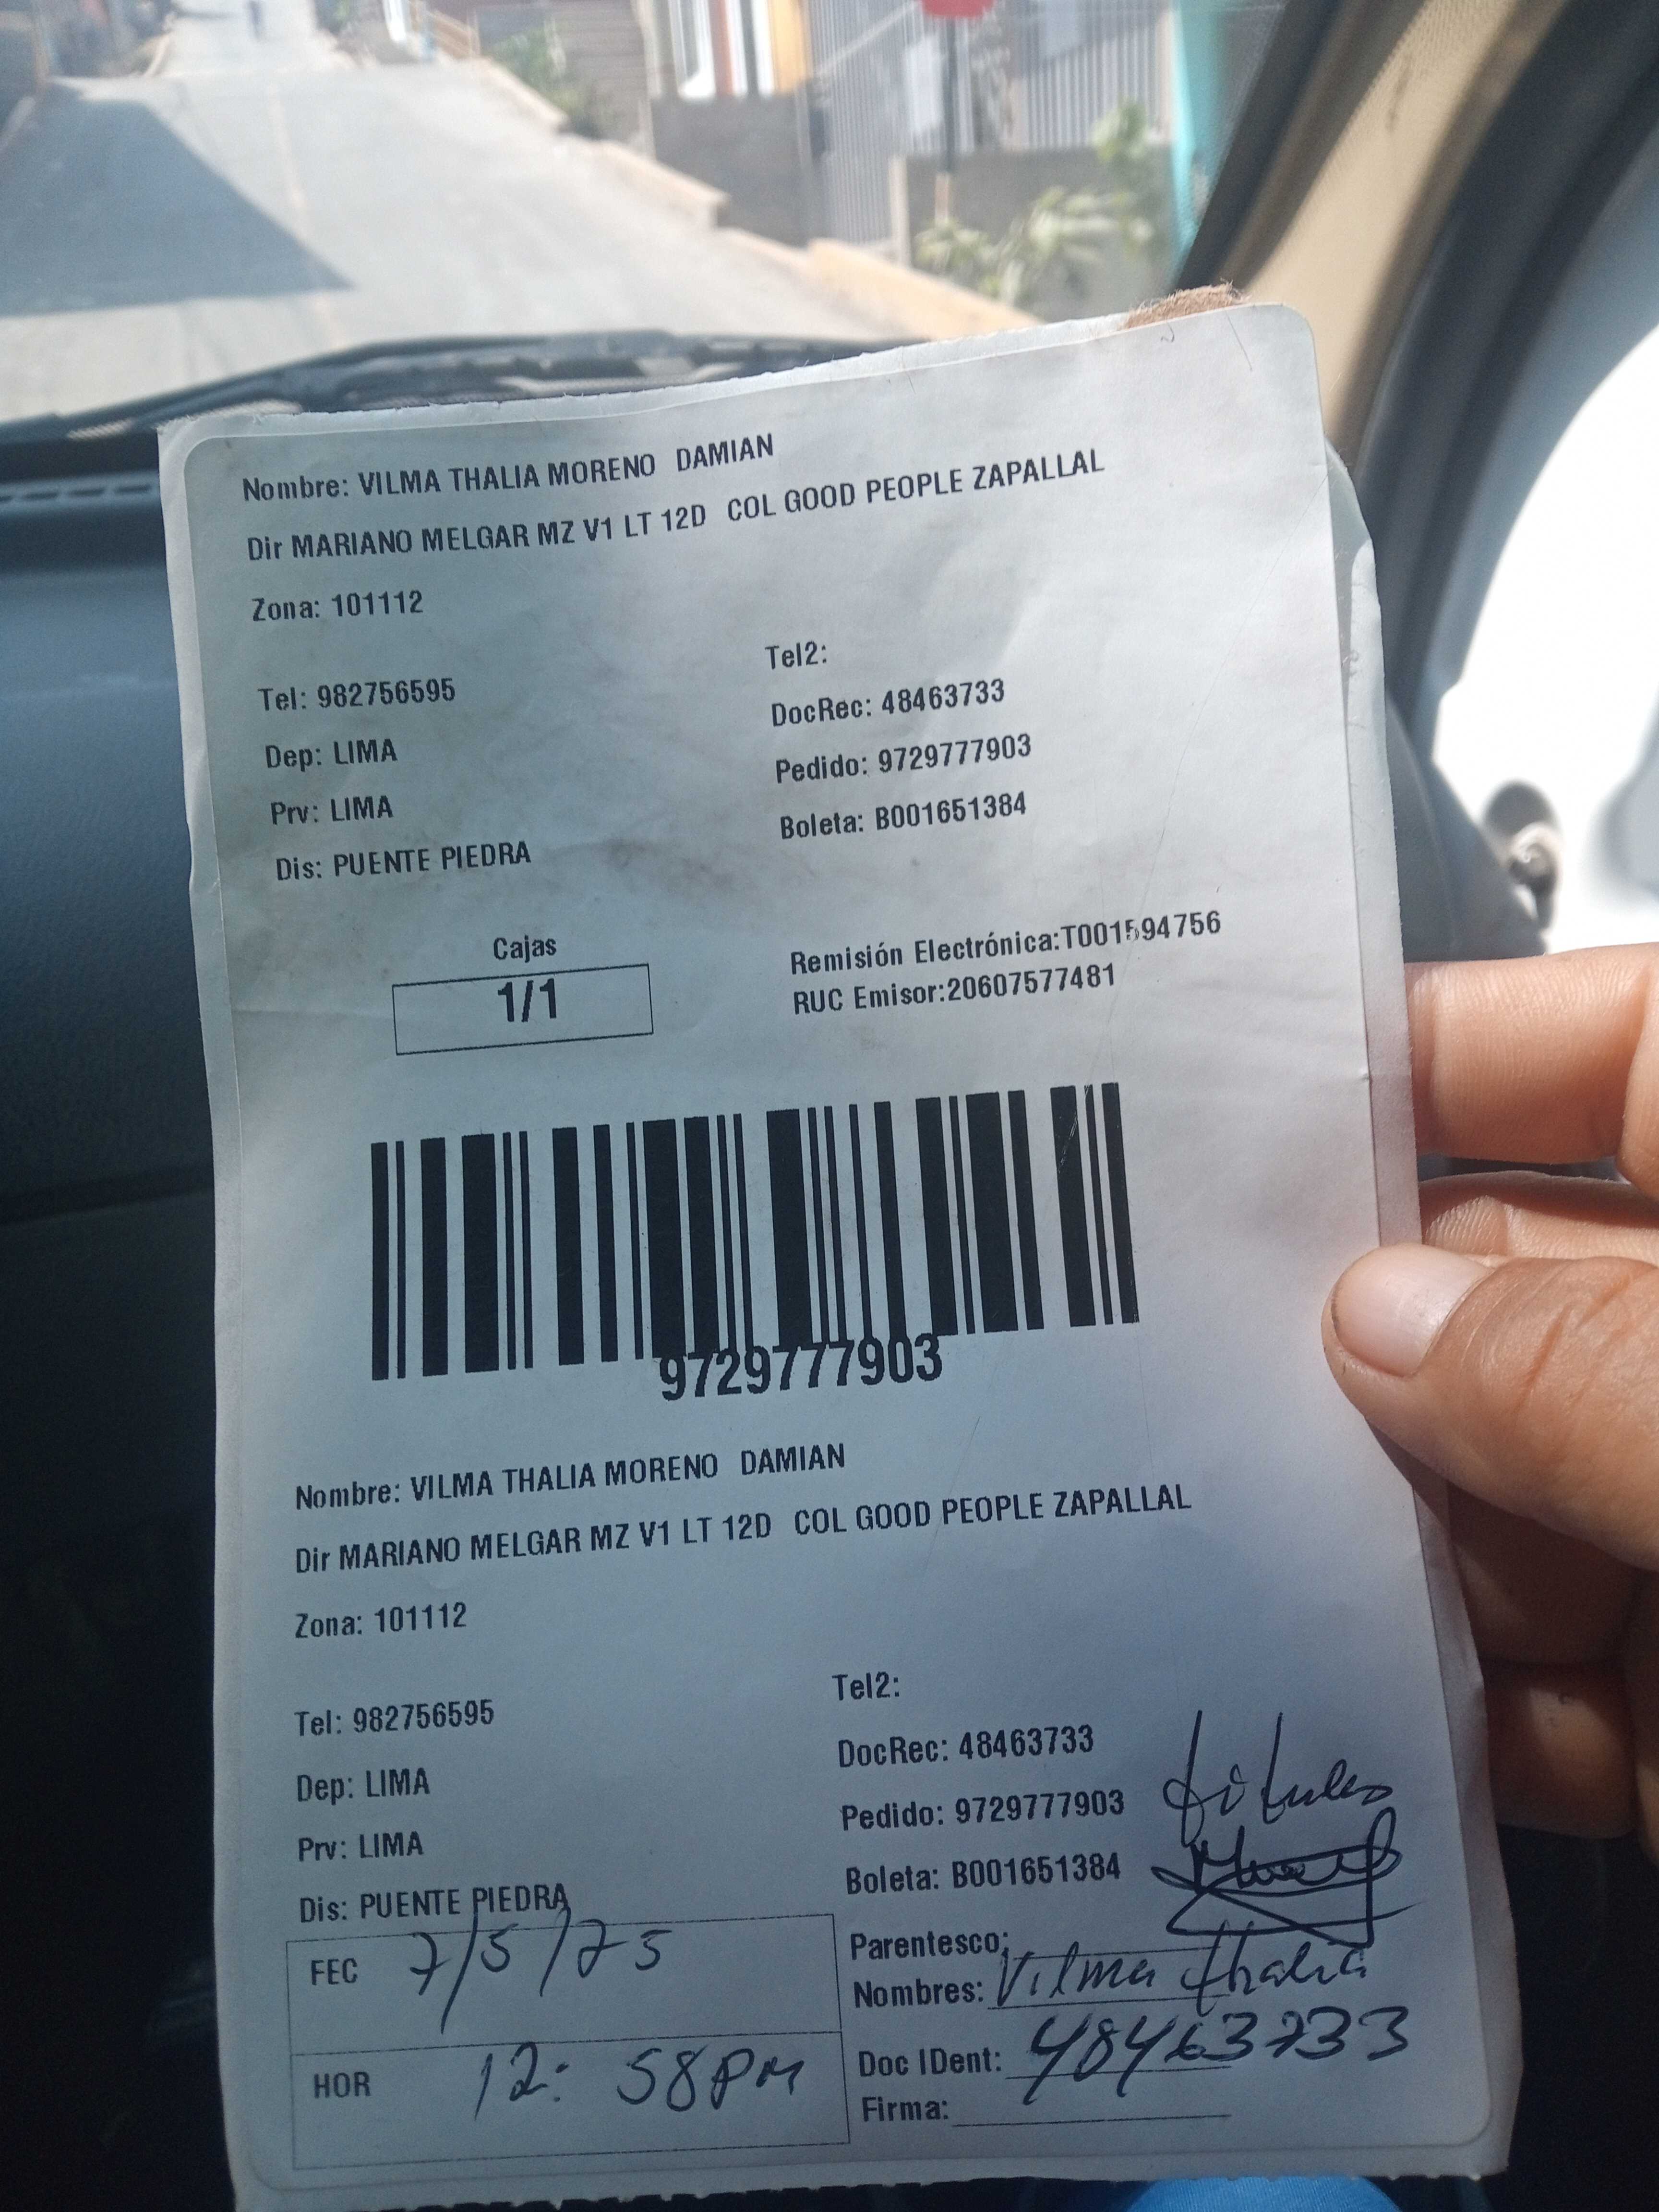 Nombre: VILMA THALIA MORENO DAMIAN
Dir MARIANO MELGAR MZ V1 LT 12D COL GOOD PEOPLE ZAPALLAL
Zona: 101112
Tel2:
Tel: 982756595
DocRec: 48463733
Dep: LIMA
Pedido: 9729777903
Prv: LIMA
Boleta: B001651384
Dis: PUENTE PIEDRA
Cajas
1/1
Remisión Electrónica:T001594756
RUC Emisor:20607577481
9729777903
Nombre: VILMA THALIA MORENO DAMIAN
Dir MARIANO MELGAR MZ V1 LT 12D COL GOOD PEOPLE ZAPALLAL
Zona: 101112
Tel2:
Tel: 982756595
DocRec: 48463733
Dep: LIMA
Pedido: 9729777903
Prv: LIMA
Boleta: B001651384
Dis: PUENTE PIEDRA
Parentesco:
FEC 7/5/25
Nombres: Vilma thalia
Doc IDent: 48463733
HOR 12:58PM
Firma: